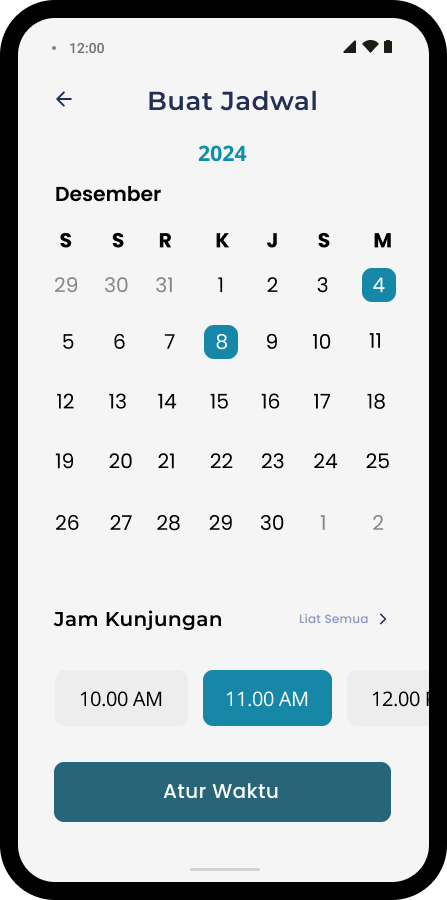 12:00
Buat Jadwal
2024
Desember
S S R K J S M
29 30 31 1 2 3 4
5 6 7 8 9 10 11
12 13 14 15 16 17 18
19 20 21 22 23 24 25
26 27 28 29 30 1 2
Jam Kunjungan Liat Semua
10.00 AM 11.00 AM 12.00
Atur Waktu